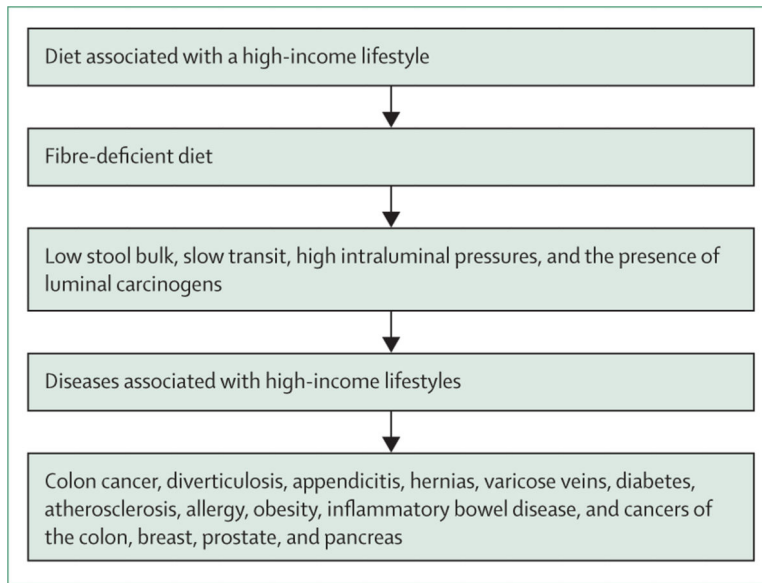 Diet associated with a high-income lifestyle
Fibre-deficient diet
Low stool bulk, slow transit, high intraluminal pressures, and the presence of
luminal carcinogens
Diseases associated with high-income lifestyles
Colon cancer, diverticulosis, appendicitis, hernias, varicose veins, diabetes,
atherosclerosis, allergy, obesity, inflammatory bowel disease, and cancers of
the colon, breast, prostate, and pancreas